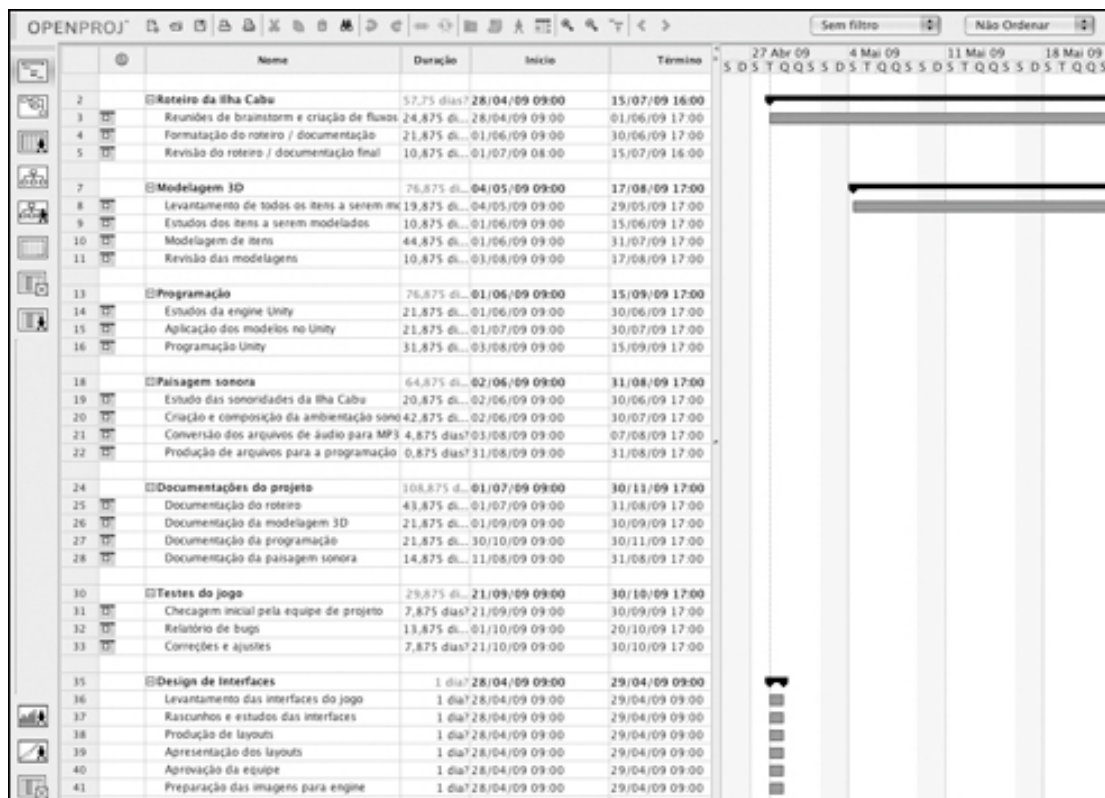 OPENPROJ Sem filtro Não Ordenar
Nome Duração Início Término 27 Abr 09 4 Mai 09 11 Mai 09 18 Mai 09
S D S T Q Q S S D S T Q Q S S D S T Q Q S S D S T Q Q S
2 Roteiro da Ilha Cabu 57,75 dias? 28/04/09 09:00 15/07/09 16:00
3 Reuniões de brainstorm e criação de fluxos 24,875 di... 28/04/09 09:00 01/06/09 17:00
4 Formatação do roteiro / documentação 21,875 di... 01/06/09 09:00 30/06/09 17:00
5 Revisão do roteiro / documentação final 10,875 di... 01/07/09 08:00 15/07/09 16:00
7 Modelagem 3D 76,875 di... 04/05/09 09:00 17/08/09 17:00
8 Levantamento de todos os itens a serem mo 19,875 di... 04/05/09 09:00 29/05/09 17:00
9 Estudos dos itens a serem modelados 10,875 di... 01/06/09 09:00 15/06/09 17:00
10 Modelagem de itens 44,875 di... 01/06/09 09:00 31/07/09 17:00
11 Revisão das modelagens 10,875 di... 03/08/09 09:00 17/08/09 17:00
13 Programação 76,875 di... 01/06/09 09:00 15/09/09 17:00
14 Estudos da engine Unity 21,875 di... 01/06/09 09:00 30/06/09 17:00
15 Aplicação dos modelos no Unity 21,875 di... 01/07/09 09:00 30/07/09 17:00
16 Programação Unity 31,875 di... 03/08/09 09:00 15/09/09 17:00
18 Paisagem sonora 64,875 di... 02/06/09 09:00 31/08/09 17:00
19 Estudo das sonoridades da Ilha Cabu 20,875 di... 02/06/09 09:00 30/06/09 17:00
20 Criação e composição da ambientação sono 42,875 di... 02/06/09 09:00 30/07/09 17:00
21 Conversão dos arquivos de áudio para MP3 4,875 dias? 03/08/09 09:00 07/08/09 17:00
22 Produção de arquivos para a programação 0,875 dias? 31/08/09 09:00 31/08/09 17:00
24 Documentações do projeto 108,875 d... 01/07/09 09:00 30/11/09 17:00
25 Documentação do roteiro 43,875 di... 01/07/09 09:00 31/08/09 17:00
26 Documentação da modelagem 3D 21,875 di... 01/09/09 09:00 30/09/09 17:00
27 Documentação da programação 21,875 di... 30/10/09 09:00 30/11/09 17:00
28 Documentação da paisagem sonora 14,875 di... 11/08/09 09:00 31/08/09 17:00
30 Testes do jogo 29,875 di... 21/09/09 09:00 30/10/09 17:00
31 Checagem inicial pela equipe de projeto 7,875 dias? 21/09/09 09:00 30/09/09 17:00
32 Relatório de bugs 13,875 di... 01/10/09 09:00 20/10/09 17:00
33 Correções e ajustes 7,875 dias? 21/10/09 09:00 30/10/09 17:00
35 Design de Interfaces 1 dia? 28/04/09 09:00 29/04/09 09:00
36 Levantamento das interfaces do jogo 1 dia? 28/04/09 09:00 29/04/09 09:00
37 Rascunhos e estudos das interfaces 1 dia? 28/04/09 09:00 29/04/09 09:00
38 Produção de layouts 1 dia? 28/04/09 09:00 29/04/09 09:00
39 Apresentação dos layouts 1 dia? 28/04/09 09:00 29/04/09 09:00
40 Aprovação da equipe 1 dia? 28/04/09 09:00 29/04/09 09:00
41 Preparação das imagens para engine 1 dia? 28/04/09 09:00 29/04/09 09:00